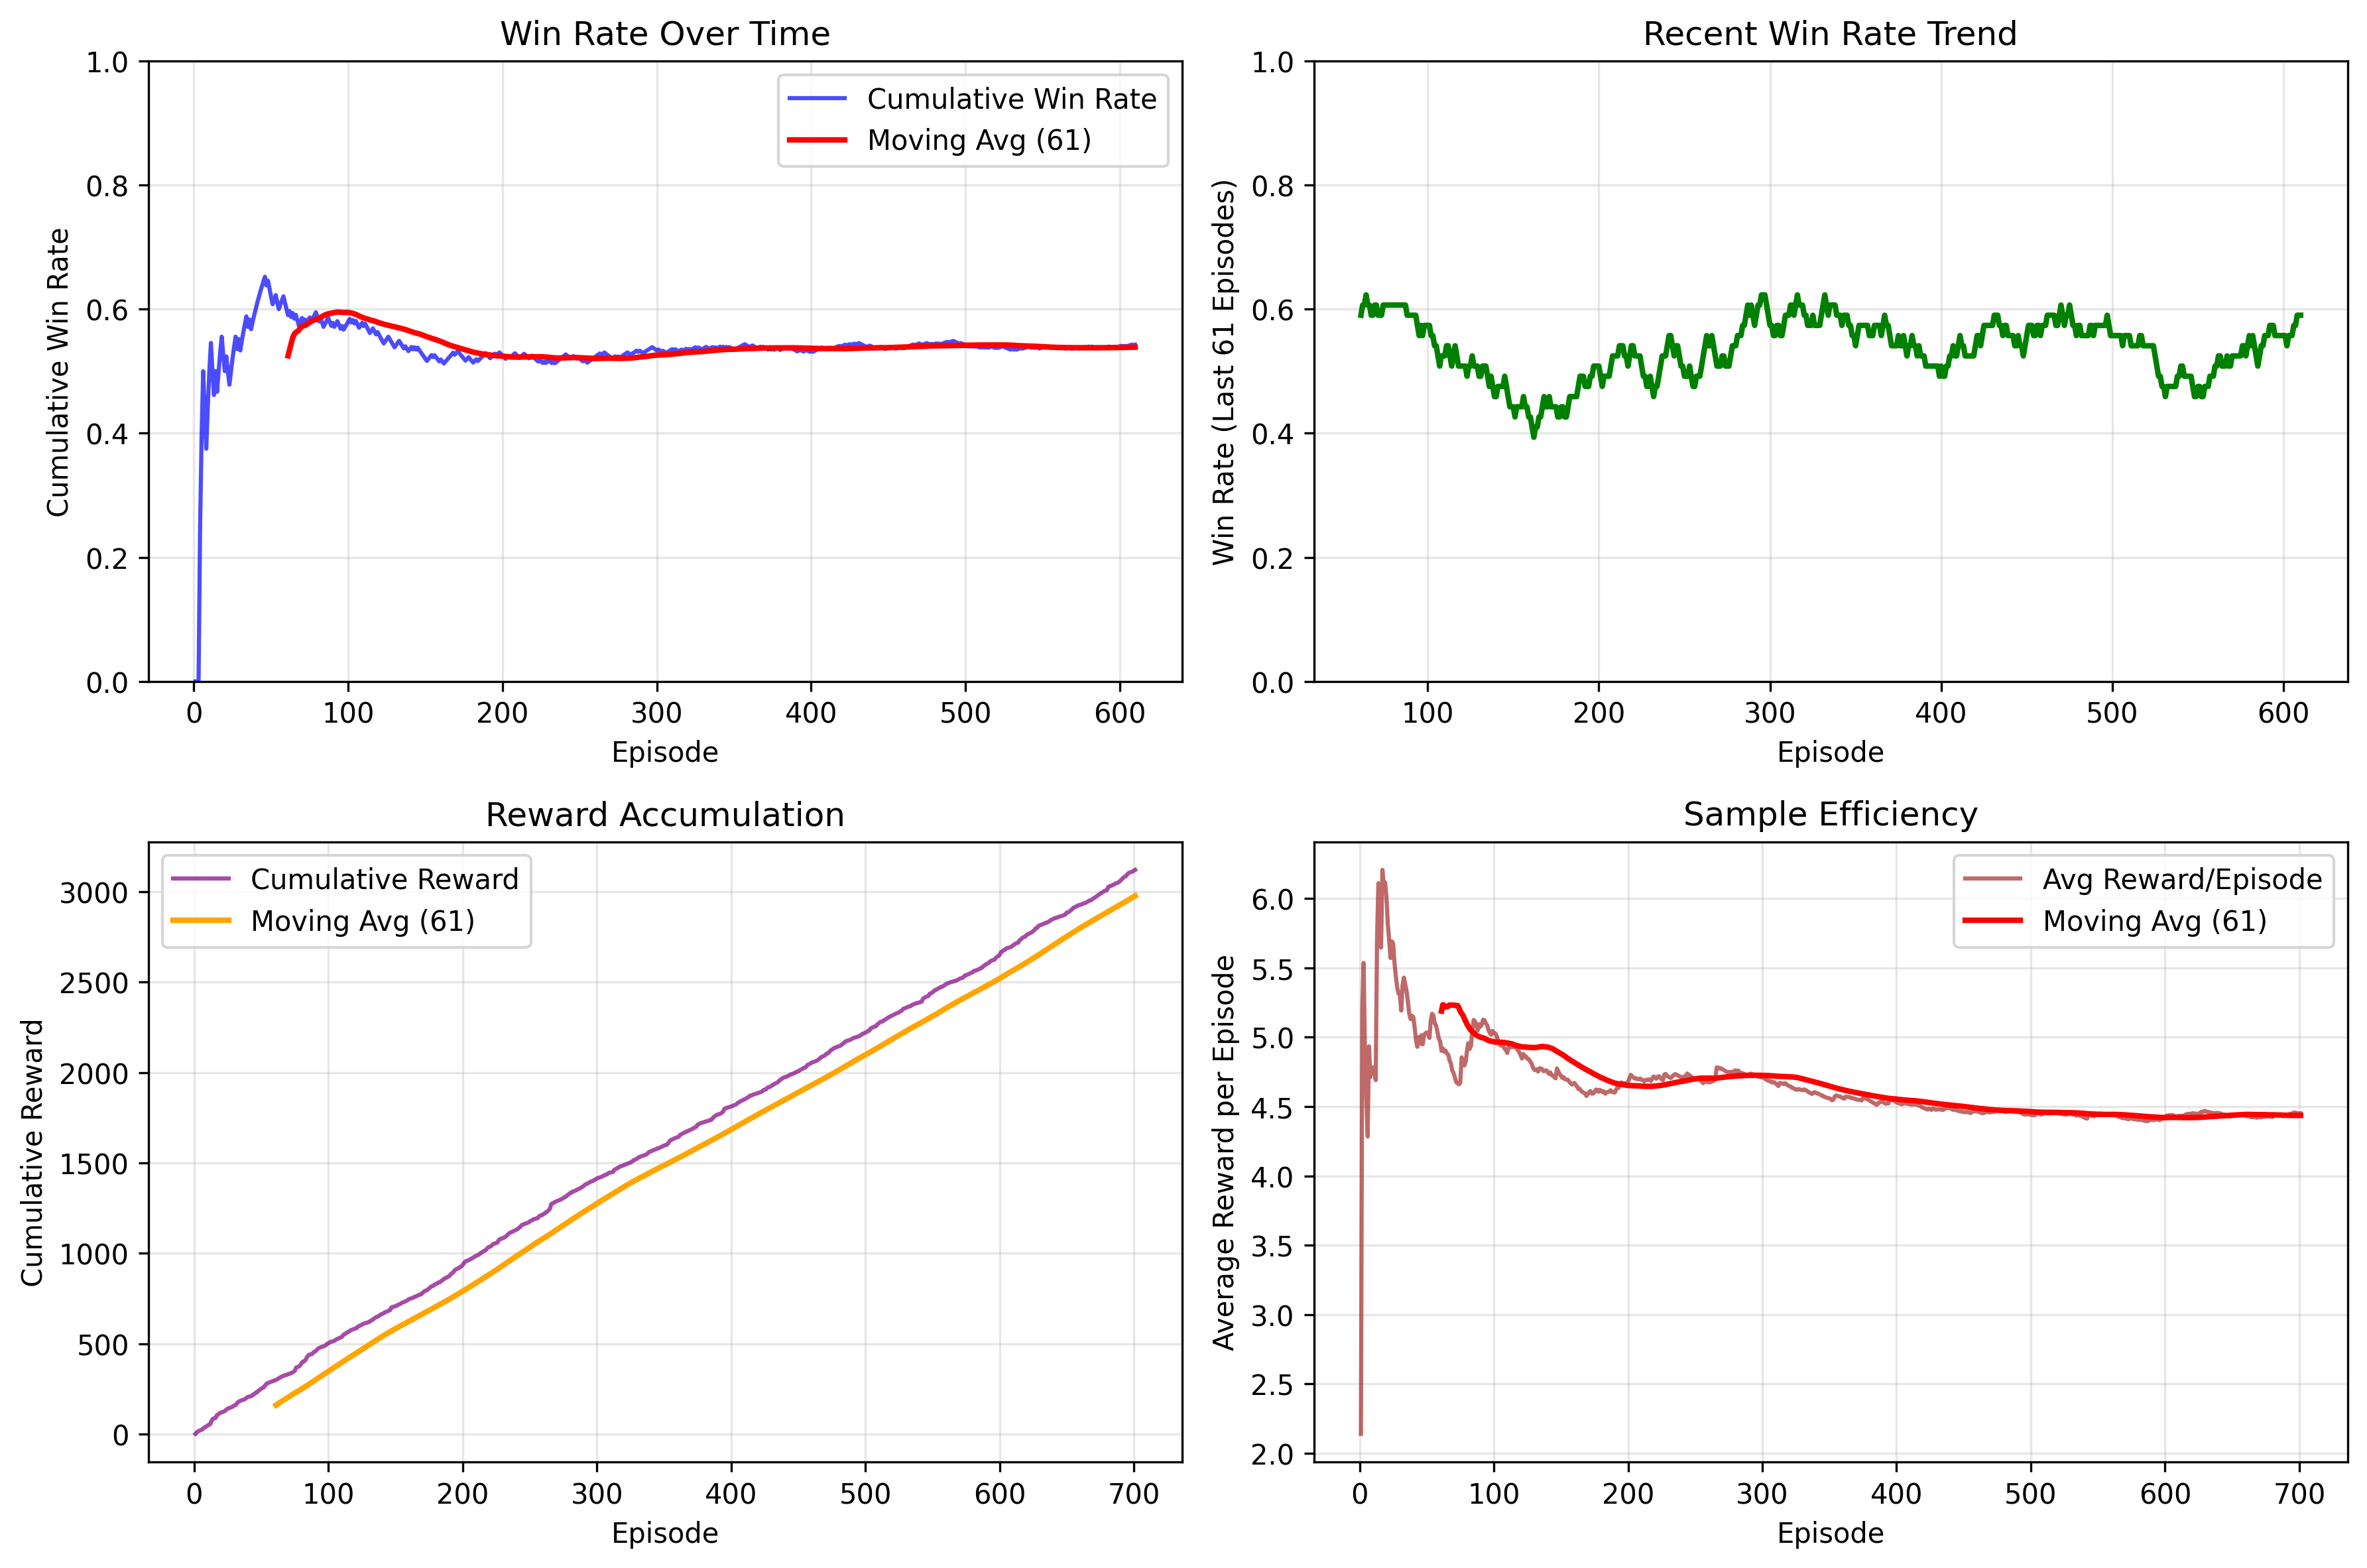 Win Rate Over Time
Cumulative Win Rate
1.0
0.8
0.6
0.4
0.2
0.0
Cumulative Win Rate
Moving Avg (61)
0 100 200 300 400 500 600
Episode
Recent Win Rate Trend
Win Rate (Last 61 Episodes)
1.0
0.8
0.6
0.4
0.2
0.0
100 200 300 400 500 600
Episode
Reward Accumulation
Cumulative Reward
3000
2500
2000
1500
1000
500
0
Cumulative Reward
Moving Avg (61)
0 100 200 300 400 500 600 700
Episode
Sample Efficiency
Average Reward per Episode
6.0
5.5
5.0
4.5
4.0
3.5
3.0
2.5
2.0
Avg Reward/Episode
Moving Avg (61)
0 100 200 300 400 500 600 700
Episode